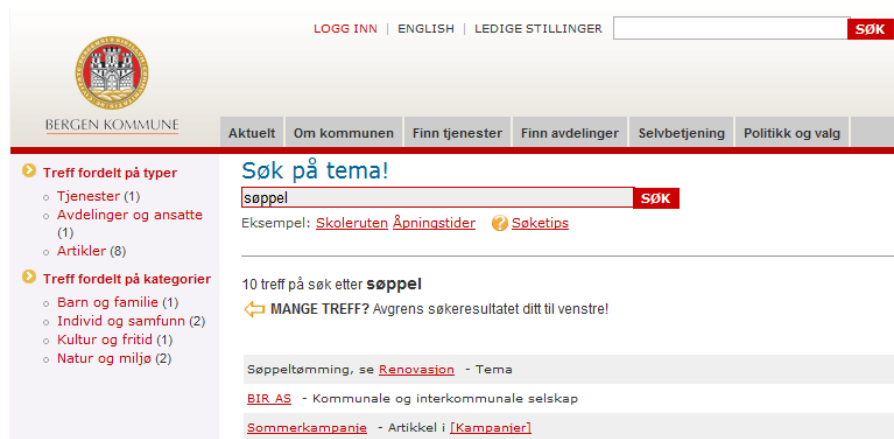 LOGG INN | ENGLISH | LEDIGE STILLINGER SØK
BERGEN KOMMUNE
Aktuelt Om kommunen Finn tjenester Finn avdelinger Selvbetjening Politikk og valg
Treff fordelt på typer
Tjenester (1)
Avdelinger og ansatte
(1)
Artikler (8)
Treff fordelt på kategorier
Barn og familie (1)
Individ og samfunn (2)
Kultur og fritid (1)
Natur og miljø (2)
Søk på tema!
søppel SØK
Eksempel: Skoleruten Åpningstider Søketips
10 treff på søk etter søppel
MANGE TREFF? Avgrens søkeresultatet ditt til venstre!
Søppeltømming, se Renovasjon - Tema
BIR AS - Kommunale og interkommunale selskap
Sommerkampanje - Artikkel i [Kampanjer]